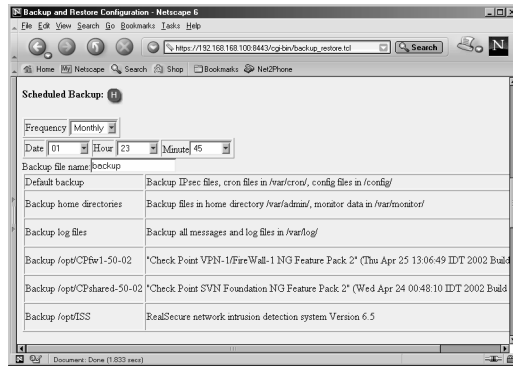 Backup and Restore Configuration - Netscape 6
File Edit View Search Go Bookmarks Tasks Help
https://192.168.168.100:8443/cgi-bin/backup_restore.tcl Search N
Home Netscape Search Shop Bookmarks Net2Phone
Scheduled Backup: H
Frequency Monthly
Date 01 Hour 23 Minute 45
Backup file name: backup
Default backup Backup IPsec files, cron files in /var/cron/, config files in /config/
Backup home directories Backup files in home directory /var/admin/, monitor data in /var/monitor/
Backup log files Backup all messages and log files in /var/log/
Backup /opt/CPfw1-50-02 "Check Point VPN-1/FireWall-1 NG Feature Pack 2" (Thu Apr 25 13:06:49 IDT 2002 Build
Backup /opt/CPshared-50-02 "Check Point SVN Foundation NG Feature Pack 2" (Wed Apr 24 00:48:10 IDT 2002 Build
Backup /opt/ISS RealSecure network intrusion detection system Version 6.5
Document: Done (1.833 secs)